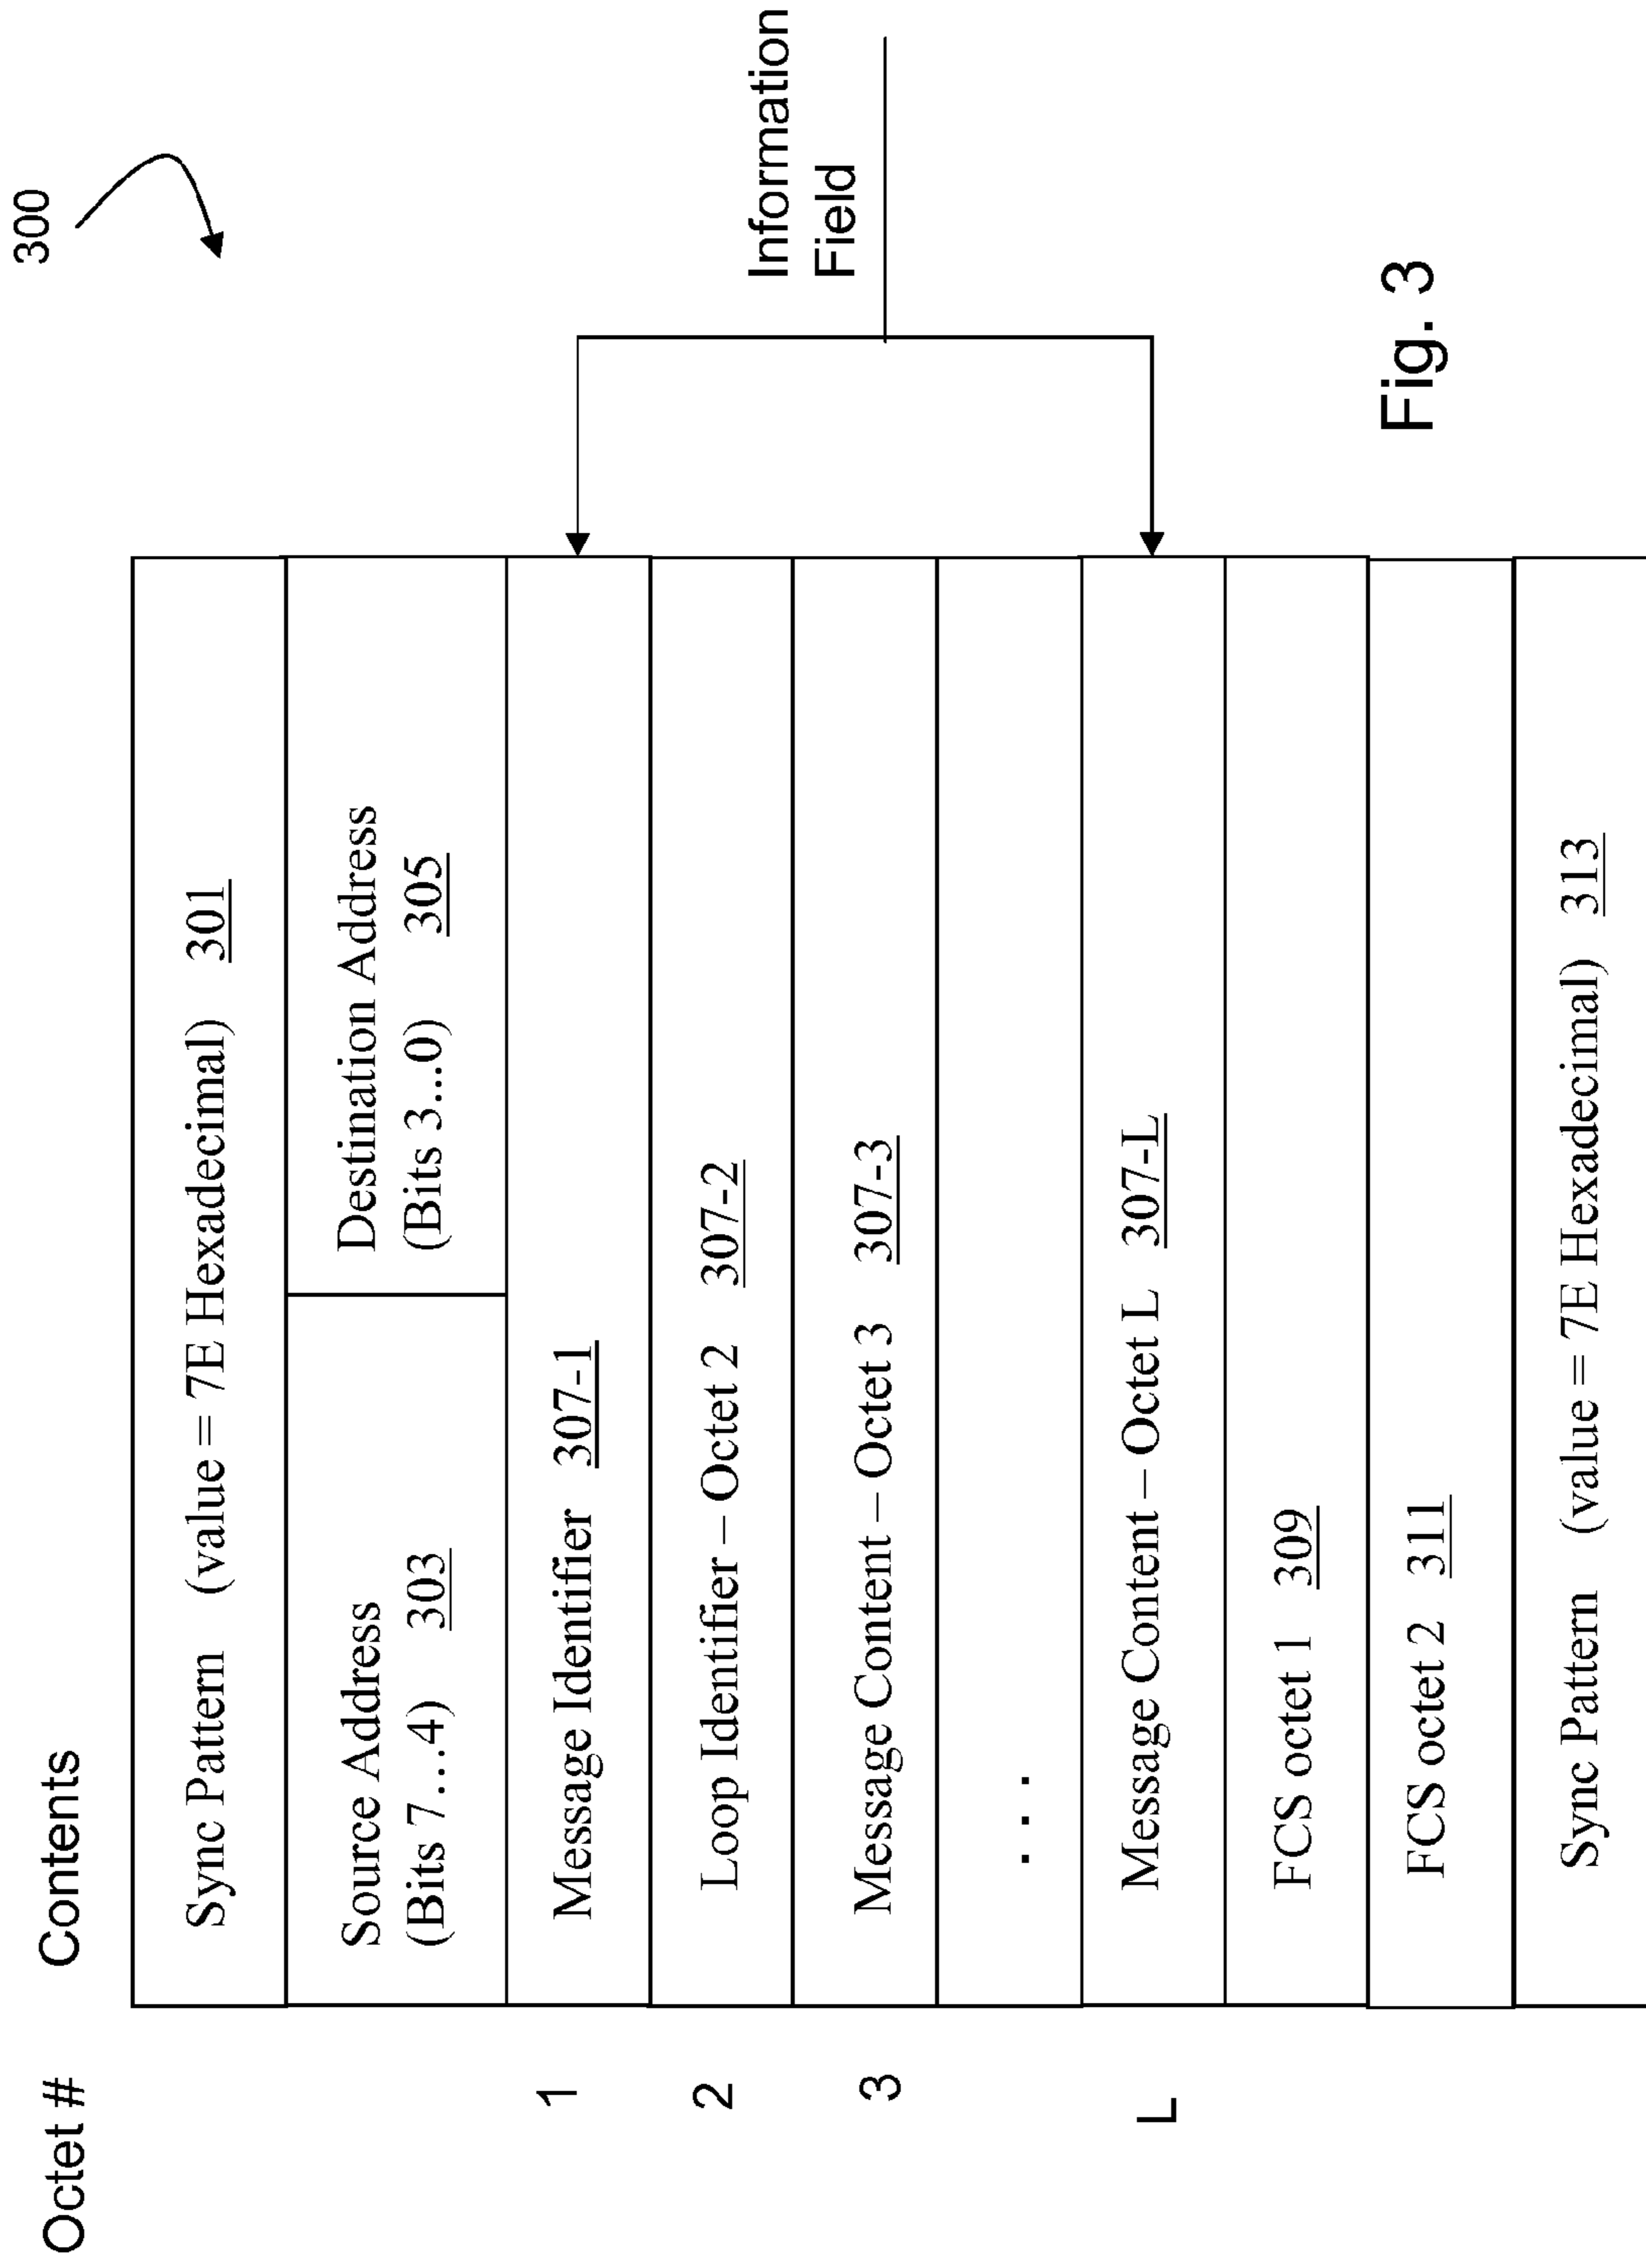 300
Octet #
Contents
Sync Pattern (value = 7E Hexadecimal) 301
Source Address
(Bits 7...4) 303
Destination Address
(Bits 3...0) 305
1
Message Identifier 307-1
2
Loop Identifier – Octet 2 307-2
3
Message Content – Octet 3 307-3
. . .
L
Message Content – Octet L 307-L
FCS octet 1 309
FCS octet 2 311
Sync Pattern (value = 7E Hexadecimal) 313
Information
Field
Fig. 3